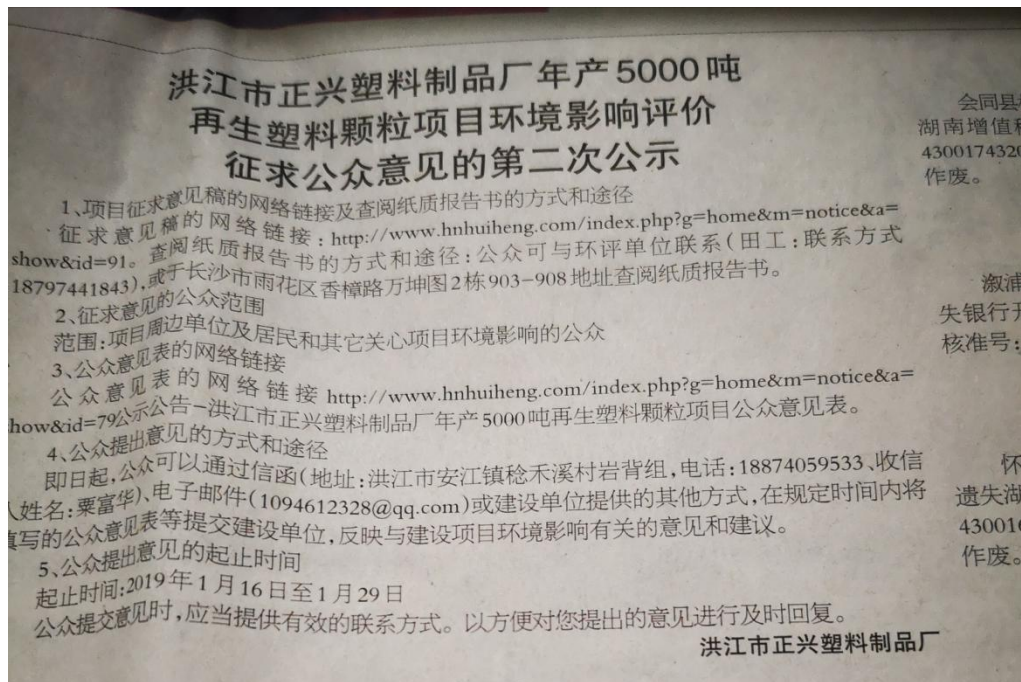 洪江市正兴塑料制品厂年产5000吨
再生塑料颗粒项目环境影响评价
征求公众意见的第二次公示
1、项目征求意见稿的网络链接及查阅纸质报告书的方式和途径
征求意见稿的网络链接:http://www.hnhuiheng.com/index.php?g=home&m=notice&a=
show&id=91。查阅纸质报告书的方式和途径:公众可与环评单位联系(田工:联系方式
18797441843),或于长沙市雨花区香樟路万坤图2栋903-908地址查阅纸质报告书。
2、征求意见的公众范围
范围:项目周边单位及居民和其它关心项目环境影响的公众
3、公众意见表的网络链接
公众意见表的网络链接http://www.hnhuiheng.com/index.php?g=home&m=notice&a=
how&id=79公示公告-洪江市正兴塑料制品厂年产5000吨再生塑料颗粒项目公众意见表。
4、公众提出意见的方式和途径
即日起,公众可以通过信函(地址:洪江市安江镇稔禾溪村岩背组,电话:18874059533、收信
人姓名:粟富华)、电子邮件(1094612328@qq.com)或建设单位提供的其他方式,在规定时间内将
填写的公众意见表等提交建设单位,反映与建设项目环境影响有关的意见和建议。
5、公众提出意见的起止时间
起止时间:2019年1月16日至1月29日
公众提交意见时,应当提供有效的联系方式。以方便对您提出的意见进行及时回复。
洪江市正兴塑料制品厂
会同县
湖南增值
430017432
作废。
溆浦
失银行开
核准号:
怀
遗失湖
43001
作废。